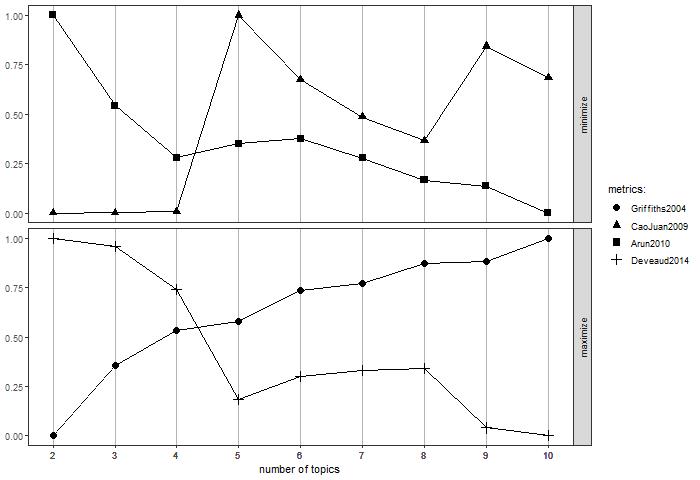 1.00
0.75
0.50
0.25
0.00
minimize
1.00
0.75
0.50
0.25
0.00
maximize
2 3 4 5 6 7 8 9 10
number of topics
metrics:
Griffiths2004
CaoJuan2009
Arun2010
Deveaud2014